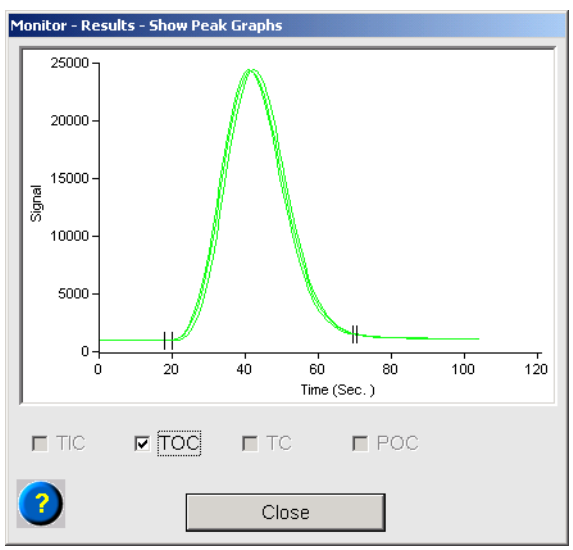 Monitor - Results - Show Peak Graphs
25000
20000
15000
10000
5000
0
Signal
0 20 40 60 80 100 120
Time (Sec. )
TIC TOC TC POC
?
Close